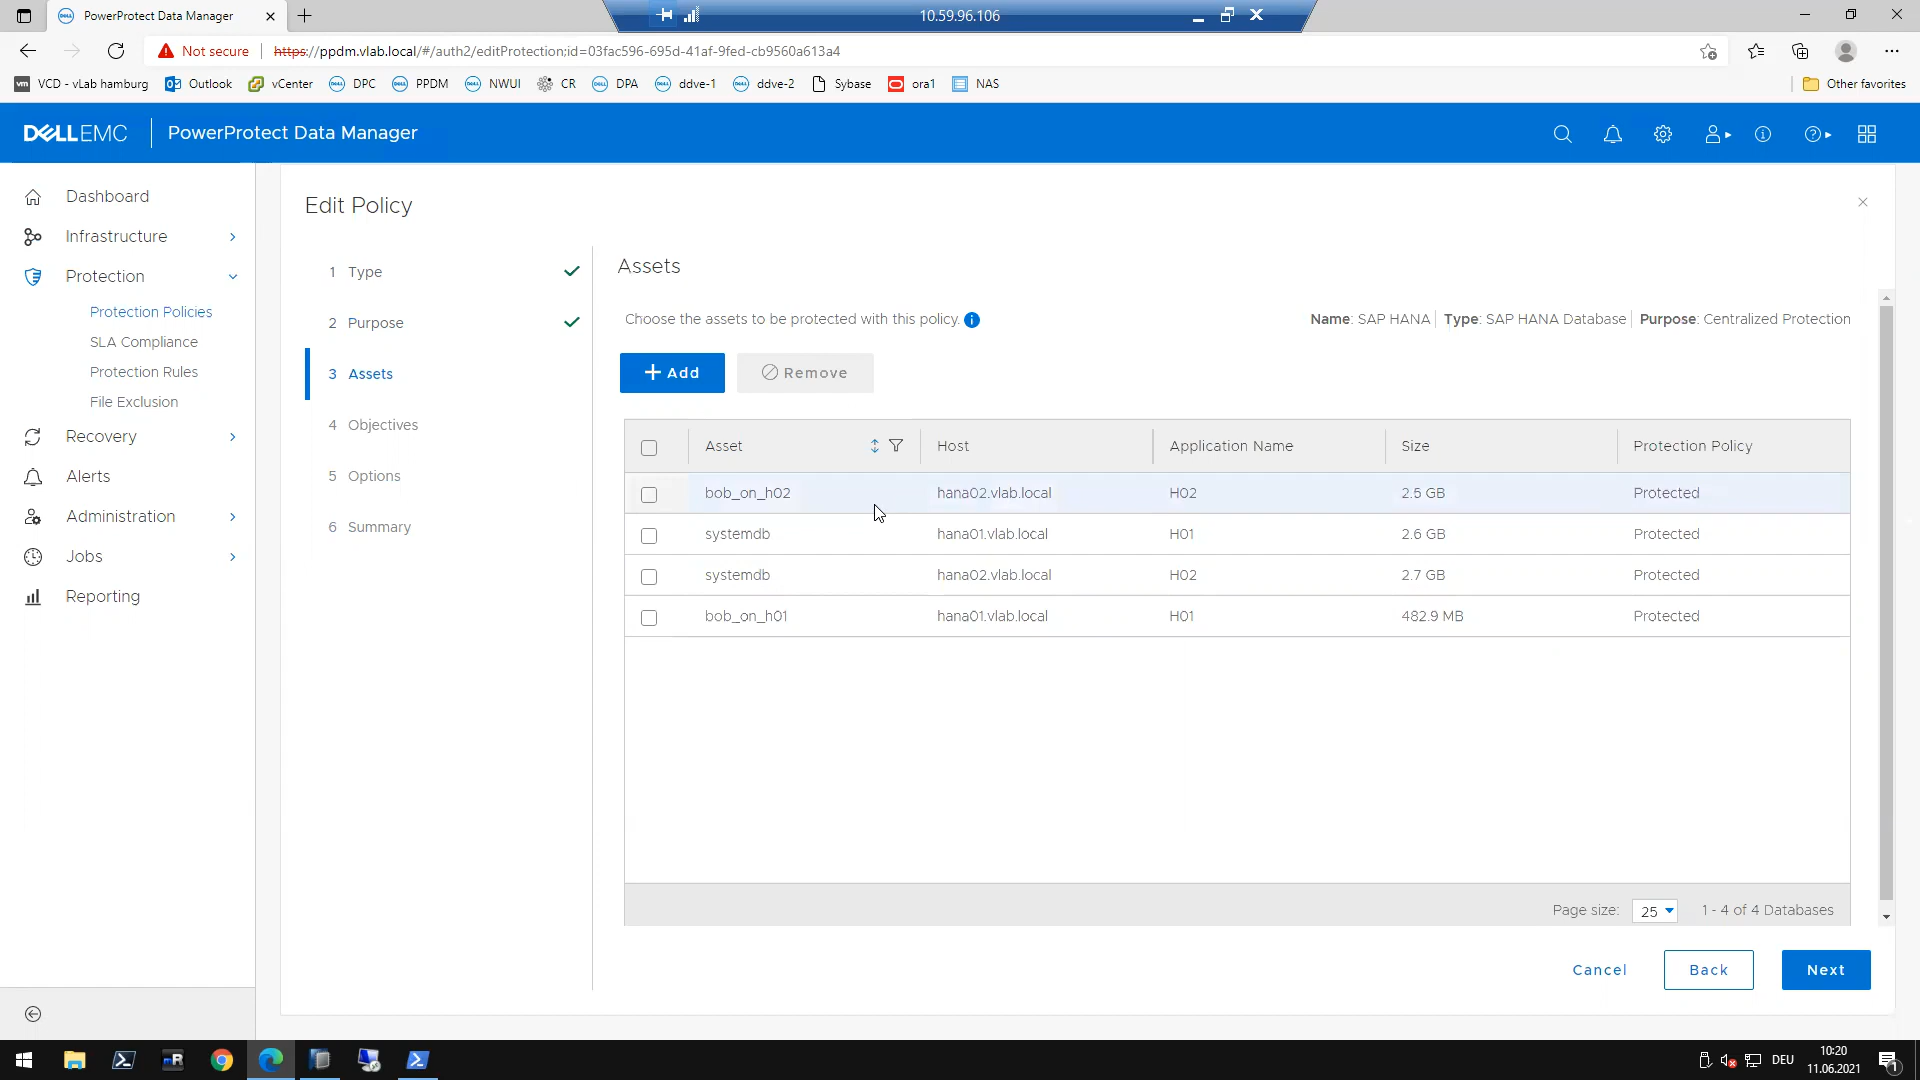 PowerProtect Data Manager
10.59.96.106
Not secure
https://ppdm.vlab.local/#/auth2/editProtection;id=03fac596-695d-41af-9fed-cb9560a613a4
vm VCD - vLab hamburg Outlook vCenter DPC PPDM NWUI CR DPA ddve-1 ddve-2 Sybase ora1 NAS Other favorites
DELLEMC PowerProtect Data Manager
Dashboard
Infrastructure
Protection
Protection Policies
SLA Compliance
Protection Rules
File Exclusion
Recovery
Alerts
Administration
Jobs
Reporting
Edit Policy
1 Type
2 Purpose
3 Assets
4 Objectives
5 Options
6 Summary
Assets
Choose the assets to be protected with this policy.
Name: SAP HANA Type: SAP HANA Database Purpose: Centralized Protection
Add Remove
Asset Host Application Name Size Protection Policy
bob_on_h02 hana02.vlab.local H02 2.5 GB Protected
systemdb hana01.vlab.local H01 2.6 GB Protected
systemdb hana02.vlab.local H02 2.7 GB Protected
bob_on_h01 hana01.vlab.local H01 482.9 MB Protected
Page size: 25 1 - 4 of 4 Databases
Cancel Back Next
DEU
10:20
11.06.2021
1